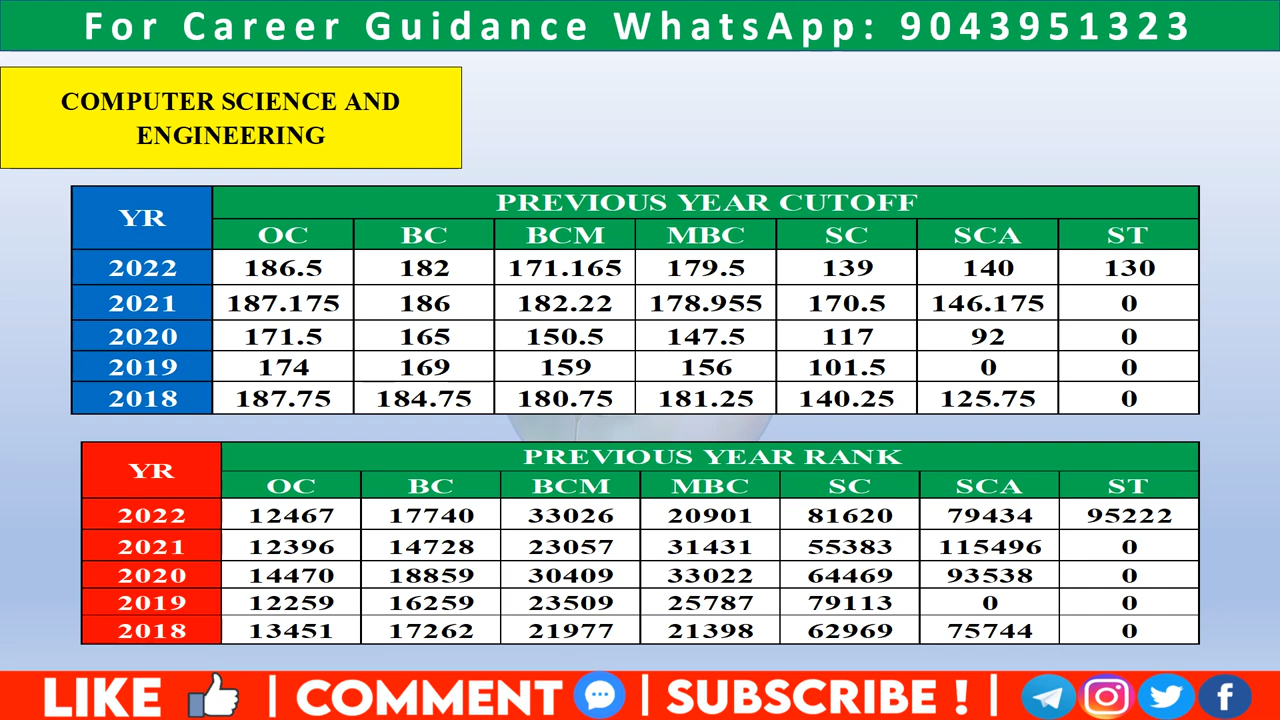 For Career Guidance WhatsApp: 9043951323
COMPUTER SCIENCE AND
ENGINEERING
YR PREVIOUS YEAR CUTOFF
OC BC BCM MBC SC SCA ST
2022 186.5 182 171.165 179.5 139 140 130
2021 187.175 186 182.22 178.955 170.5 146.175 0
2020 171.5 165 150.5 147.5 117 92 0
2019 174 169 159 156 101.5 0 0
2018 187.75 184.75 180.75 181.25 140.25 125.75 0
YR PREVIOUS YEAR RANK
OC BC BCM MBC SC SCA ST
2022 12467 17740 33026 20901 81620 79434 95222
2021 12396 14728 23057 31431 55383 115496 0
2020 14470 18859 30409 33022 64469 93538 0
2019 12259 16259 23509 25787 79113 0 0
2018 13451 17262 21977 21398 62969 75744 0
LIKE | COMMENT | SUBSCRIBE ! |